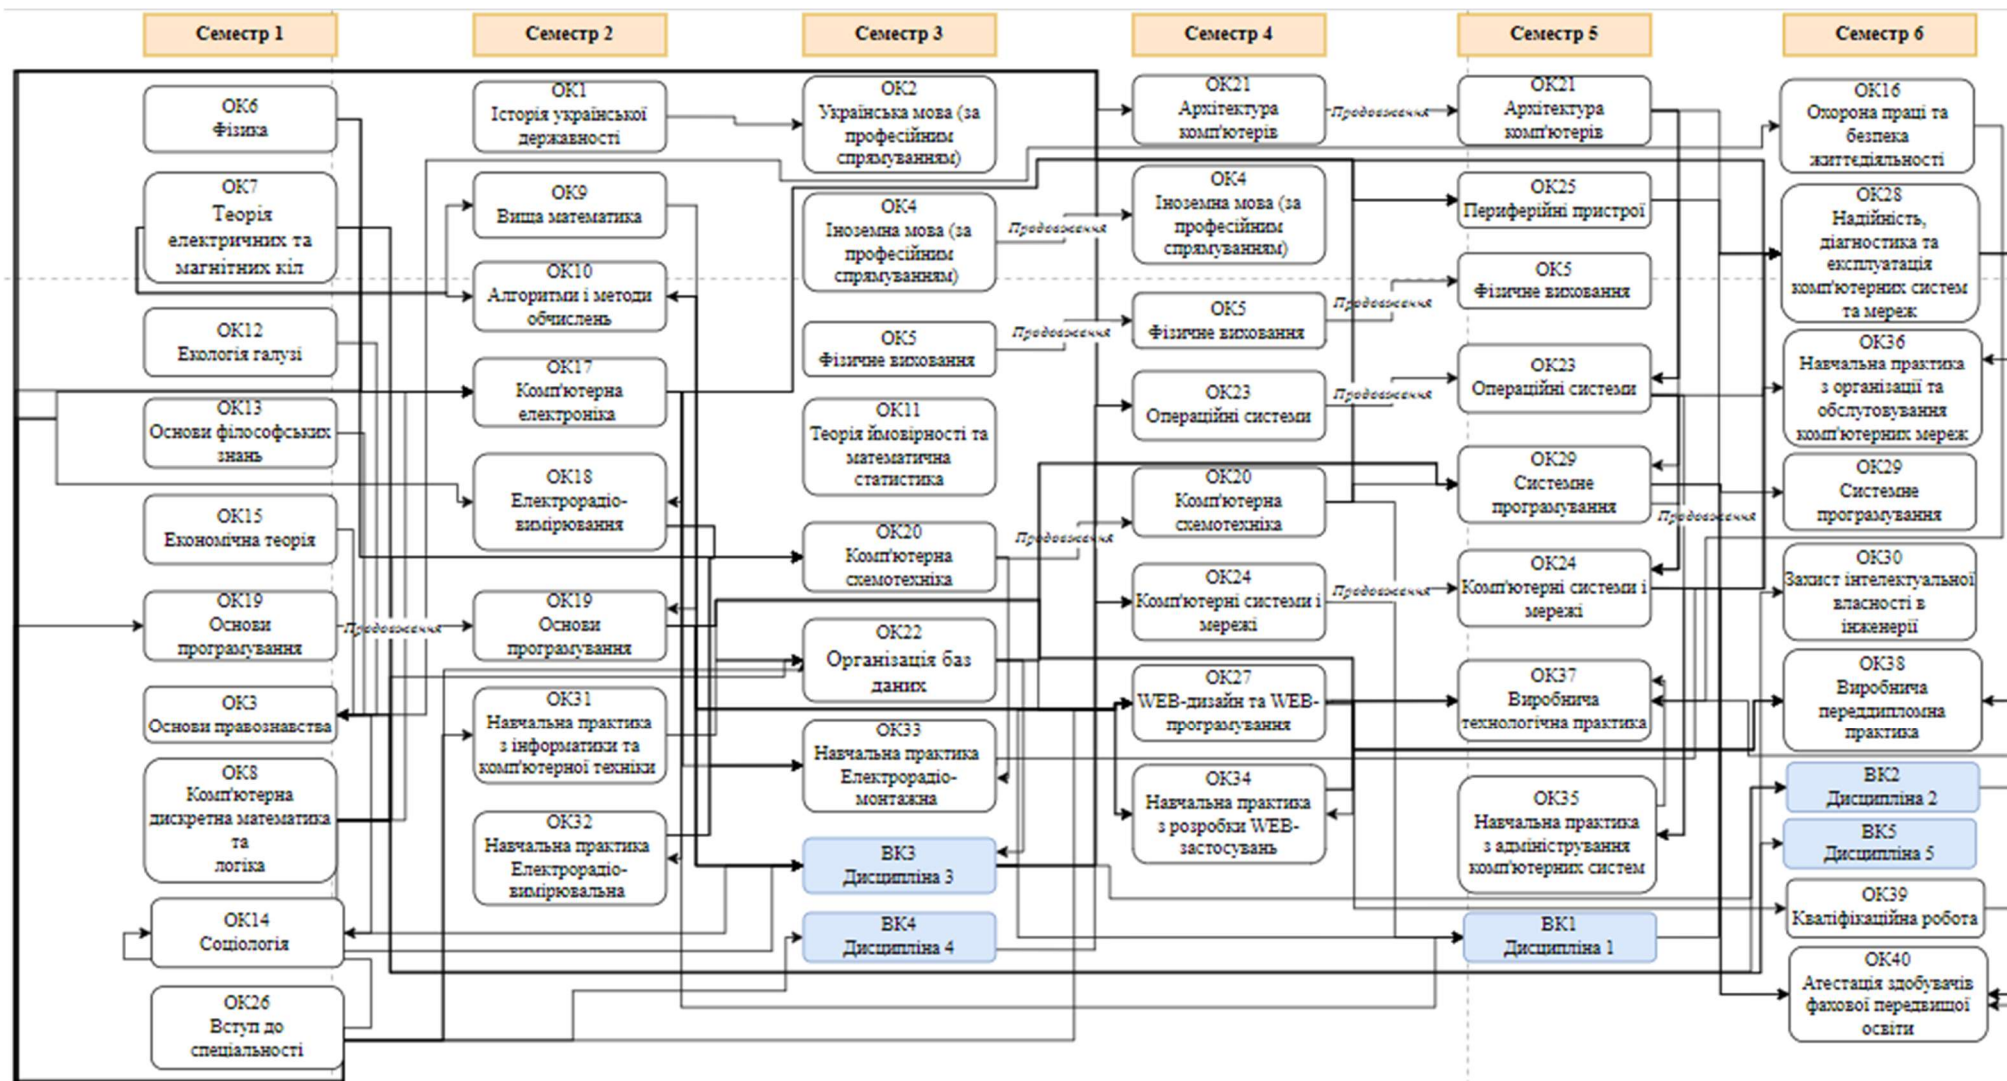 Семестр 1
Семестр 2
Семестр 3
Семестр 4
Семестр 5
Семестр 6
ОК6
Фізика
ОК7
Теорія
електричних та
магнітних кіл
ОК12
Екологія галузі
ОК13
Основи філософських
знань
ОК15
Економічна теорія
ОК19
Основи
програмування
Продовження
ОК3
Основи правознавства
ОК8
Комп'ютерна
дискретна математика
та
логіка
ОК14
Соціологія
ОК26
Вступ до
спеціальності
ОК1
Історія української
державності
ОК9
Вища математика
ОК10
Алгоритми і методи
обчислень
ОК17
Комп'ютерна
електроніка
ОК18
Електрорадіо-
вимірювання
ОК19
Основи
програмування
ОК31
Навчальна практика
з інформатики та
комп'ютерної техніки
ОК32
Навчальна практика
Електрорадіо-
вимірювальна
ОК2
Українська мова (за
професійним
спрямуванням)
ОК4
Іноземна мова (за
професійним
спрямуванням)
Продовження
ОК5
Фізичне виховання
Продовження
ОК11
Теорія ймовірності та
математична
статистика
ОК20
Комп'ютерна
схемотехніка
Продовження
ОК22
Організація баз
даних
ОК33
Навчальна практика
Електрорадіо-
монтажна
ВК3
Дисципліна 3
ВК4
Дисципліна 4
ОК21
Архітектура
комп'ютерів
Продовження
ОК4
Іноземна мова (за
професійним
спрямуванням)
ОК5
Фізичне виховання
Продовження
ОК23
Операційні системи
Продовження
ОК20
Комп'ютерна
схемотехніка
ОК24
Комп'ютерні системи і
мережі
Продовження
ОК27
WEB-дизайн та WEB-
програмування
ОК34
Навчальна практика
з розробки WEB-
застосувань
ОК21
Архітектура
комп'ютерів
ОК25
Периферійні пристрої
ОК5
Фізичне виховання
ОК23
Операційні системи
ОК29
Системне
програмування
Продовження
ОК24
Комп'ютерні системи і
мережі
ОК37
Виробнича
технологічна практика
ОК35
Навчальна практика
з адміністрування
комп'ютерних систем
ВК1
Дисципліна 1
ОК16
Охорона праці та
безпека
життєдіяльності
ОК28
Надійність,
діагностика та
експлуатація
комп'ютерних систем
та мереж
ОК36
Навчальна практика
з організації та
обслутовування
комп'ютерних мереж
ОК29
Системне
програмування
ОК30
Захист інтелектуальної
власності в
інженерії
ОК38
Виробнича
переддипломна
практика
ВК2
Дисципліна 2
ВК5
Дисципліна 5
ОК39
Кваліфікаційна робота
ОК40
Атестація здобувачів
фахової передвищої
освіти